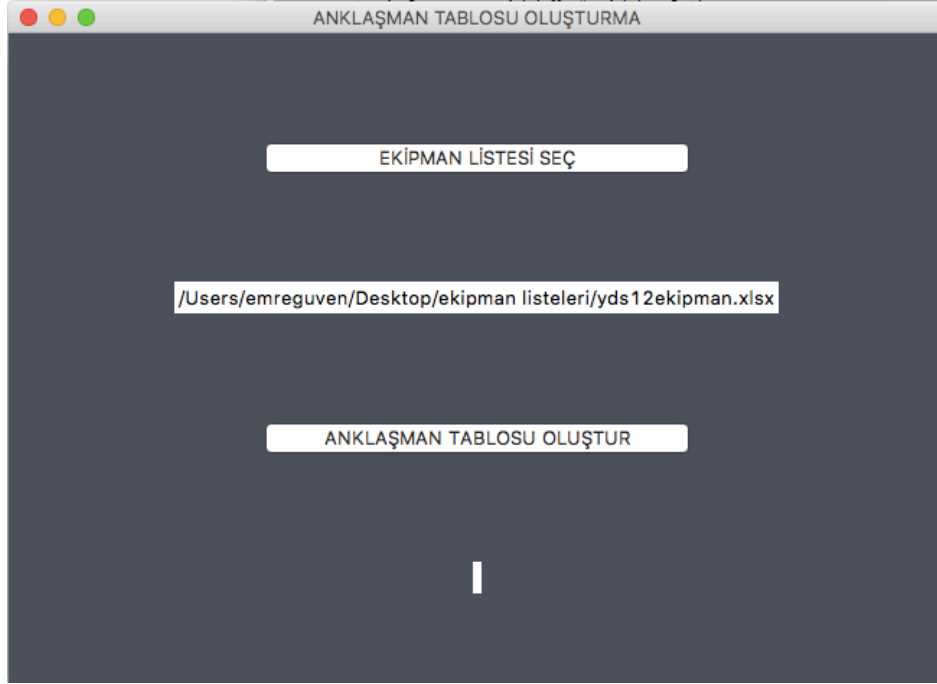 ANKLAŞMAN TABLOSU OLUŞTURMA
EKİPMAN LİSTESİ SEÇ
/Users/emreguven/Desktop/ekipman listeleri/yds12ekipman.xlsx
ANKLAŞMAN TABLOSU OLUŞTUR